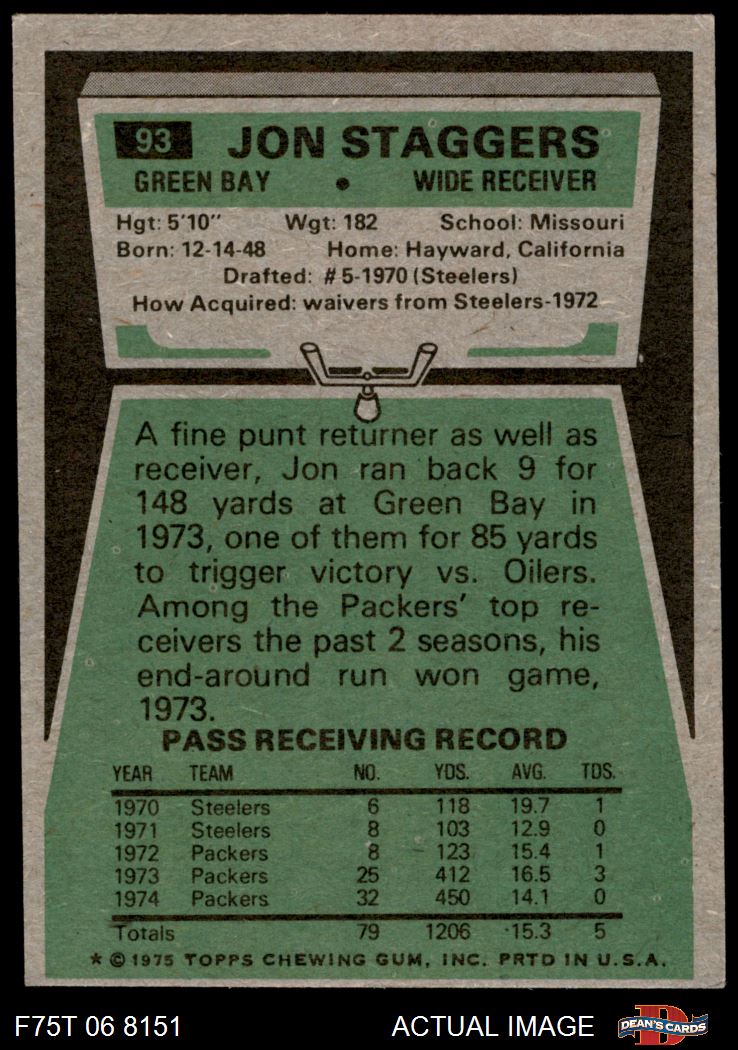 93 JON STAGGERS
GREEN BAY • WIDE RECEIVER
Hgt: 5'10" Wgt: 182 School: Missouri
Born: 12-14-48 Home: Hayward, California
Drafted: #5-1970 (Steelers)
How Acquired: waivers from Steelers-1972
A fine punt returner as well as
receiver, Jon ran back 9 for
148 yards at Green Bay in
1973, one of them for 85 yards
to trigger victory vs. Oilers.
Among the Packers' top re-
ceivers the past 2 seasons, his
end-around run won game,
1973.
PASS RECEIVING RECORD
YEAR TEAM NO. YDS. AVG. TDS.
1970 Steelers 6 118 19.7 1
1971 Steelers 8 103 12.9 0
1972 Packers 8 123 15.4 1
1973 Packers 25 412 16.5 3
1974 Packers 32 450 14.1 0
Totals 79 1206 15.3 5
* © 1975 TOPPS CHEWING GUM, INC. PRTD IN U.S.A.
F75T 06 8151 ACTUAL IMAGE DEAN'S CARDS